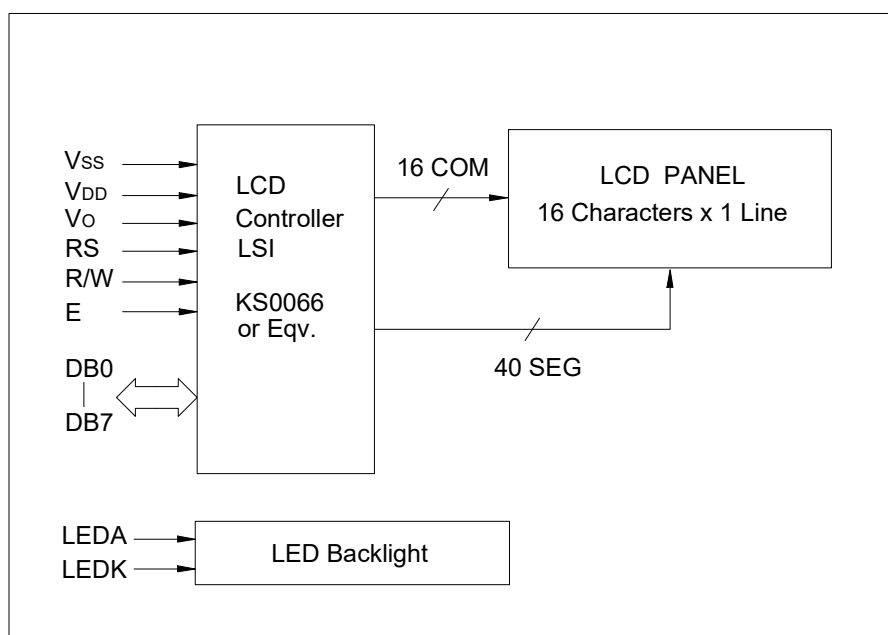 VSS
VDD
VO
RS
R/W
E
DB0
DB7
LCD
Controller
LSI
KS0066
or Eqv.
16 COM
40 SEG
LCD PANEL
16 Characters x 1 Line
LEDA
LEDK
LED Backlight